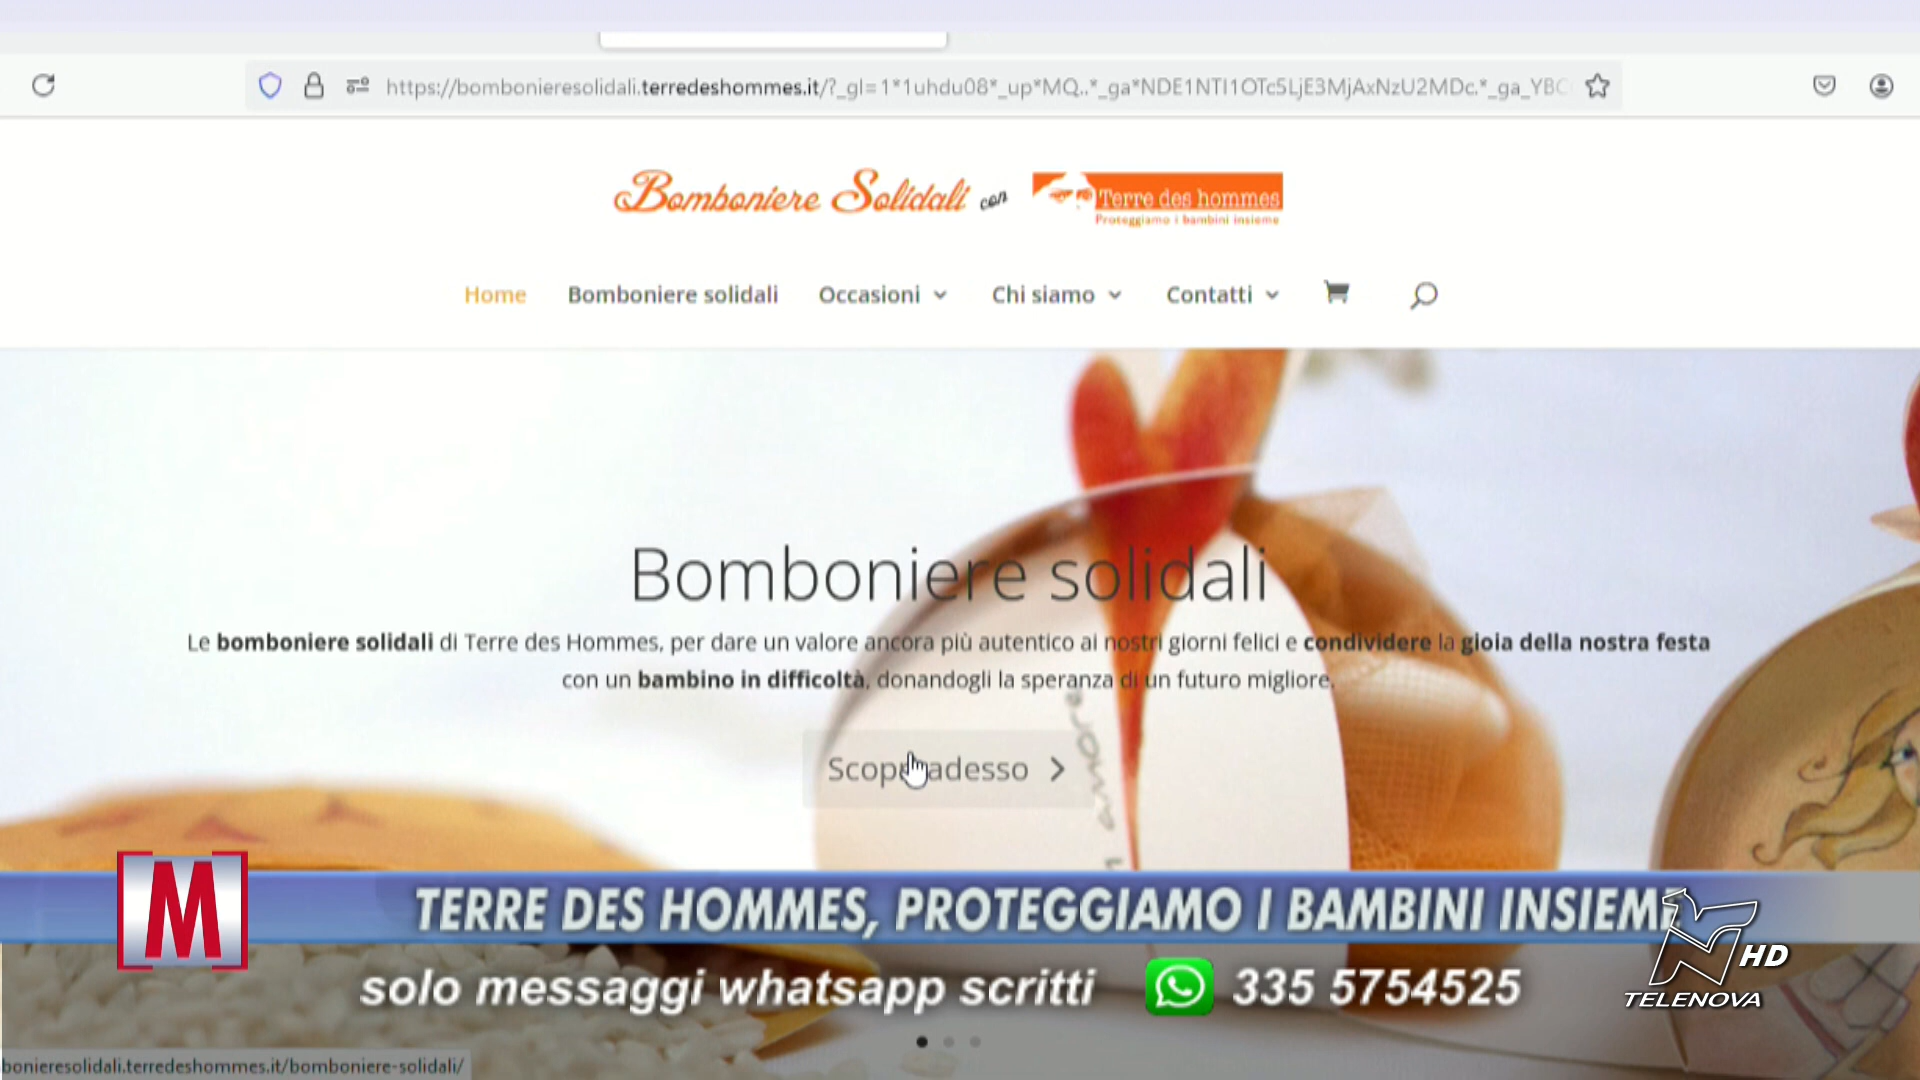 https://bombonieresolidali.terredeshommes.it/?_gl=1*1uhdu08*_up*MQ..*_ga*NDE1NTI1OTc5LjE3MjAxNzU2MDc.*_ga_YBC
Bomboniere Solidali con Terre des hommes
Proteggiamo i bambini insieme
Home Bomboniere solidali Occasioni Chi siamo Contatti
Bomboniere solidali
Le bomboniere solidali di Terre des Hommes, per dare un valore ancora più autentico ai nostri giorni felici e condividere la gioia della nostra festa
con un bambino in difficoltà, donandogli la speranza di un futuro migliore.
adesso
M TERRE DES HOMMES, PROTEGGIAMO I BAMBINI INSIEME
HD
solo messaggi whatsapp scritti 335 5754525
TELENOVA
bonieresolidali.terredeshommes.it/bomboniere-solidali/